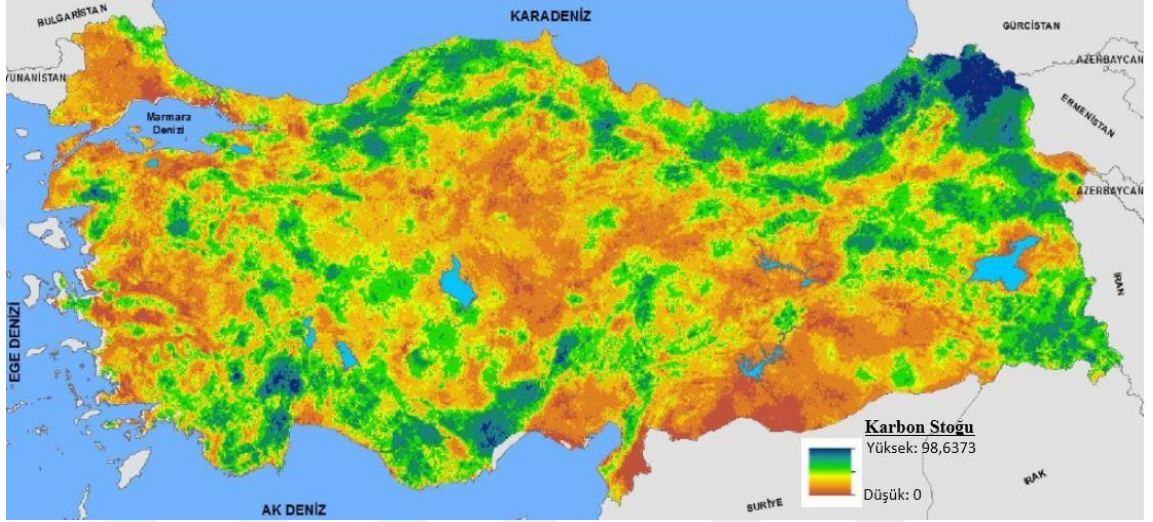 BULGARİSTAN
KARADENİZ
GÜRCİSTAN
YUNANİSTAN
AZERBAYCAN
Marmara
Denizi
ERMENİSTAN
AZERBAYCAN
İRAN
EGE DENİZİ
Karbon Stoğu
Yüksek: 98,6373
Düşük: 0
AK DENİZ
SURİYE
IRAK